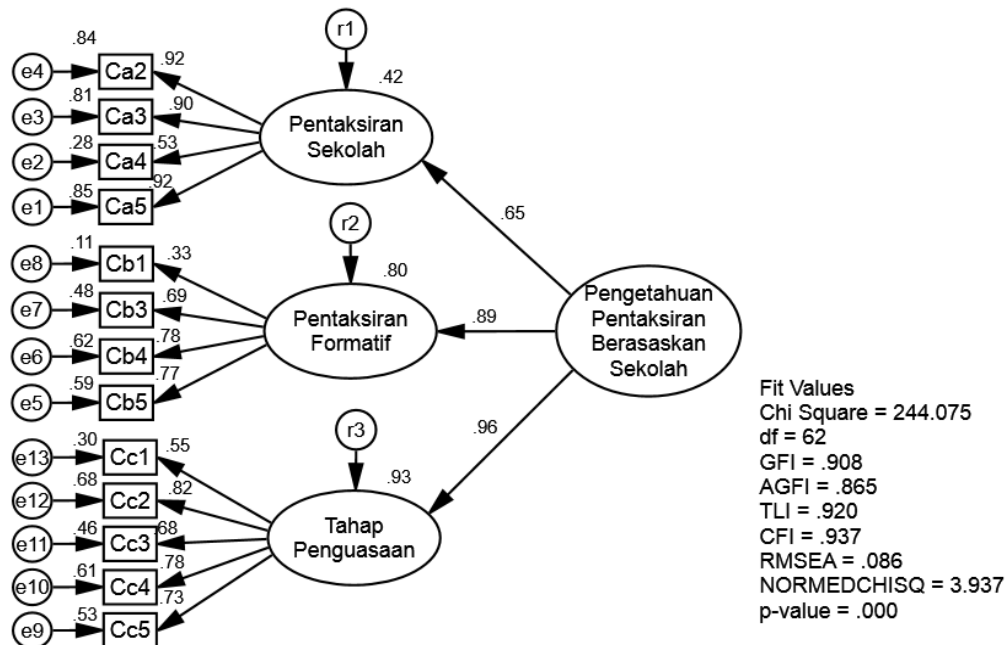 r1
.84
.42
e4
Ca2
.92
.81
e3
Ca3
.90
Pentaksiran
Sekolah
.28
e2
Ca4
.53
.85
e1
Ca5
.92
.65
r2
.11
e8
Cb1
.33
.80
.48
e7
Cb3
.69
Pentaksiran
Formatif
.89
Pengetahuan
Pentaksiran
Berasaskan
Sekolah
.62
e6
Cb4
.78
.59
e5
Cb5
.77
r3
.96
.30
e13
Cc1
.55
.93
.68
e12
Cc2
.82
.46
e11
Cc3
.68
Tahap
Penguasaan
.61
e10
Cc4
.78
.53
e9
Cc5
.73
Fit Values
Chi Square = 244.075
df = 62
GFI = .908
AGFI = .865
TLI = .920
CFI = .937
RMSEA = .086
NORMEDCHISQ = 3.937
p-value = .000